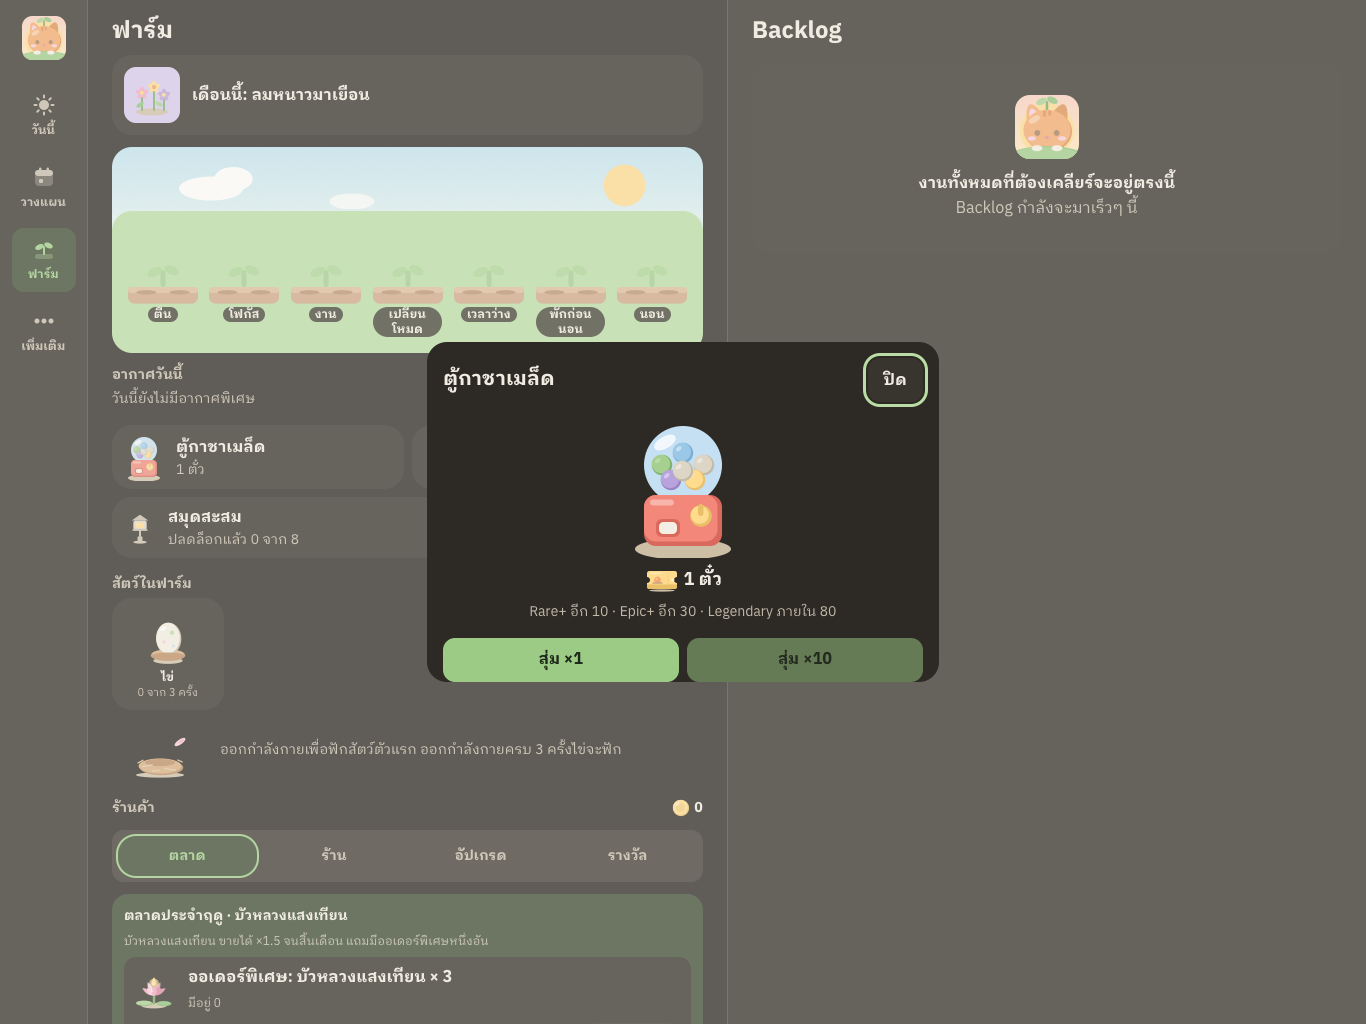 วันนี้
วางแผน
ฟาร์ม
เพิ่มเติม
ฟาร์ม
เดือนนี้: ลมหนาวมาเยือน
ตื่น
โฟกัส
งาน
เปลี่ยน
โหมด
เวลาว่าง
พักก่อน
นอน
นอน
อากาศวันนี้
วันนี้ยังไม่มีอากาศพิเศษ
ตู้กาชาเมล็ด
1 ตั๋ว
สมุดสะสม
ปลดล็อกแล้ว 0 จาก 8
สัตว์ในฟาร์ม
ไข่
0 จาก 3 ครั้ง
ออกกำลังกายเพื่อฟักสัตว์ตัวแรก ออกกำลังกายครบ 3 ครั้งไข่จะฟัก
ร้านค้า
0
ตลาด
ร้าน
อัปเกรด
รางวัล
ตลาดประจำฤดู · บัวหลวงแสงเทียน
บัวหลวงแสงเทียน ขายได้ ×1.5 จนสิ้นเดือน แถมมีออเดอร์พิเศษหนึ่งอัน
ออเดอร์พิเศษ: บัวหลวงแสงเทียน × 3
มีอยู่ 0
ตู้กาชาเมล็ด
ปิด
1 ตั๋ว
Rare+ อีก 10 · Epic+ อีก 30 · Legendary ภายใน 80
สุ่ม ×1
สุ่ม ×10
Backlog
งานทั้งหมดที่ต้องเคลียร์จะอยู่ตรงนี้
Backlog กำลังจะมาเร็วๆ นี้